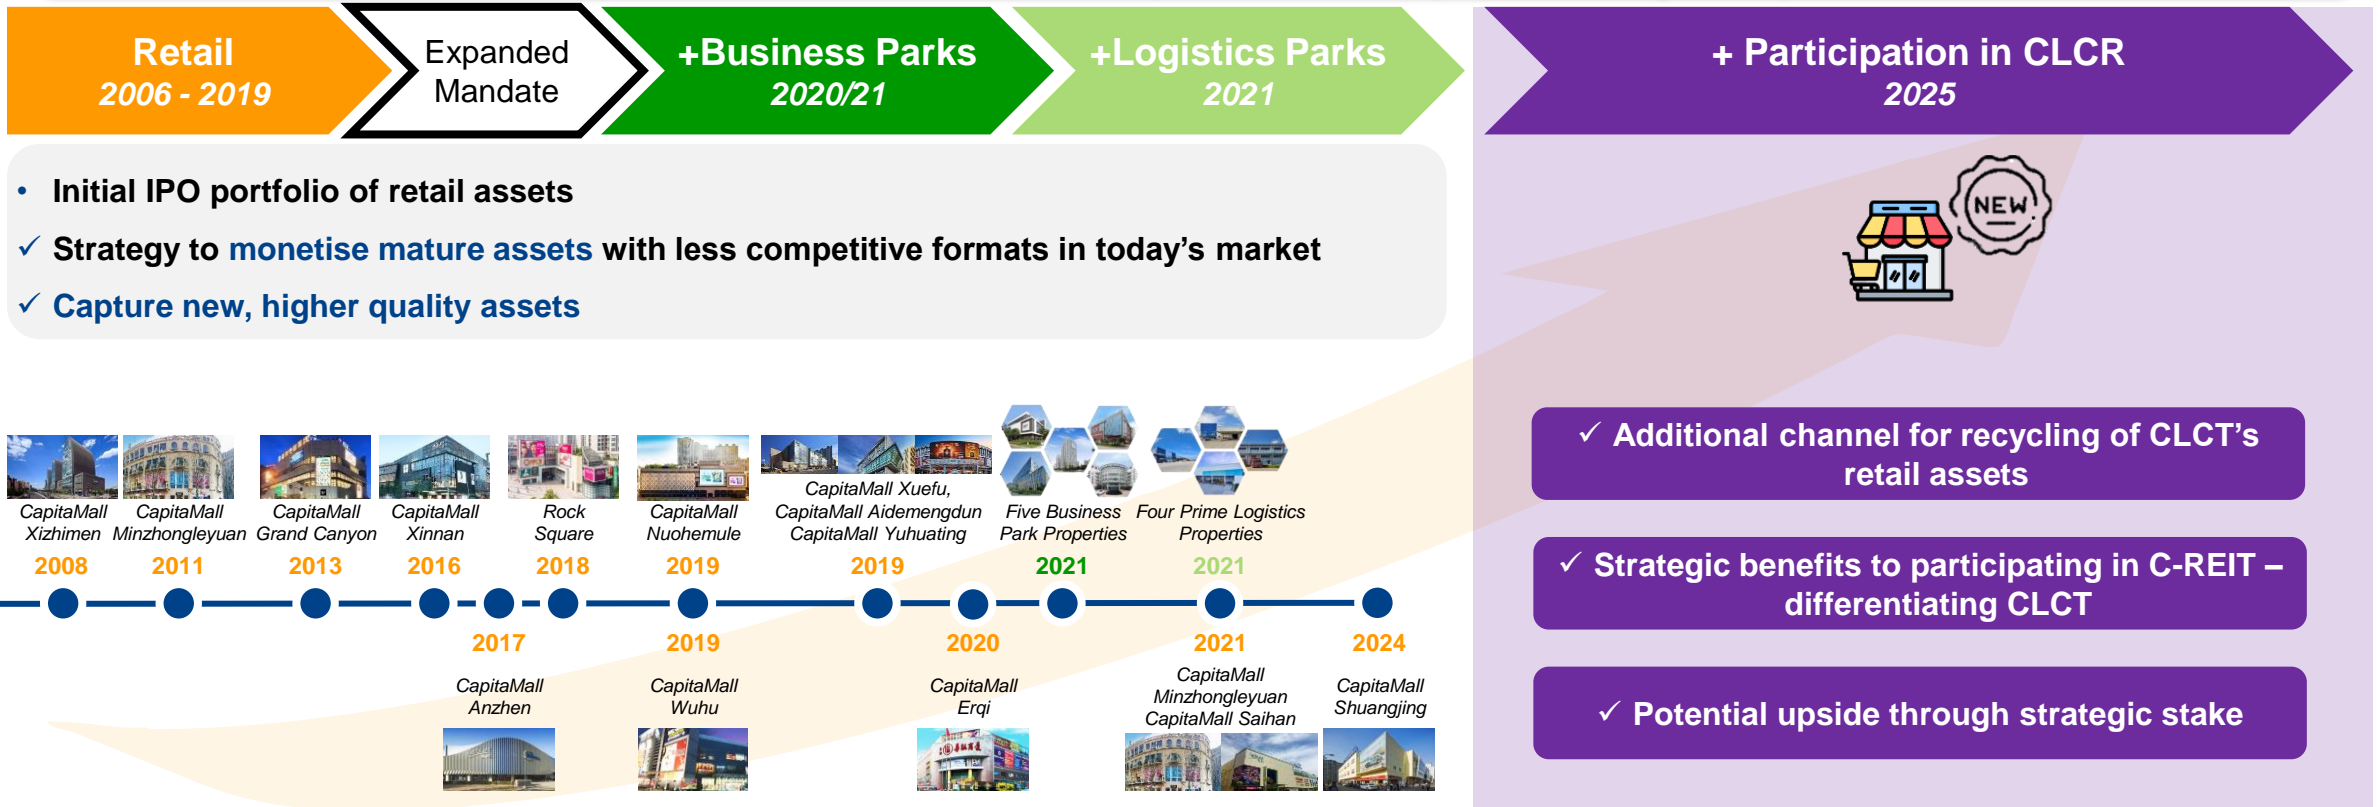 Retail
2006 - 2019
Expanded
Mandate
+Business Parks
2020/21
+Logistics Parks
2021
+ Participation in CLCR
2025
• Initial IPO portfolio of retail assets
✓ Strategy to monetise mature assets with less competitive formats in today’s market
✓ Capture new, higher quality assets
NEW
CapitaMall
Xizhimen
2008
CapitaMall
Minzhongleyuan
2011
CapitaMall
Grand Canyon
2013
CapitaMall
Xinnan
2016
Rock
Square
2018
CapitaMall
Nuohemule
2019
CapitaMall Xuefu,
CapitaMall Aidemengdun
CapitaMall Yuhuating
2019
Five Business
Park Properties
2021
Four Prime Logistics
Properties
2021
2017
CapitaMall
Anzhen
2019
CapitaMall
Wuhu
2020
CapitaMall
Erqi
2021
CapitaMall
Minzhongleyuan
CapitaMall Saihan
2024
CapitaMall
Shuangjing
✓ Additional channel for recycling of CLCT’s
retail assets
✓ Strategic benefits to participating in C-REIT –
differentiating CLCT
✓ Potential upside through strategic stake